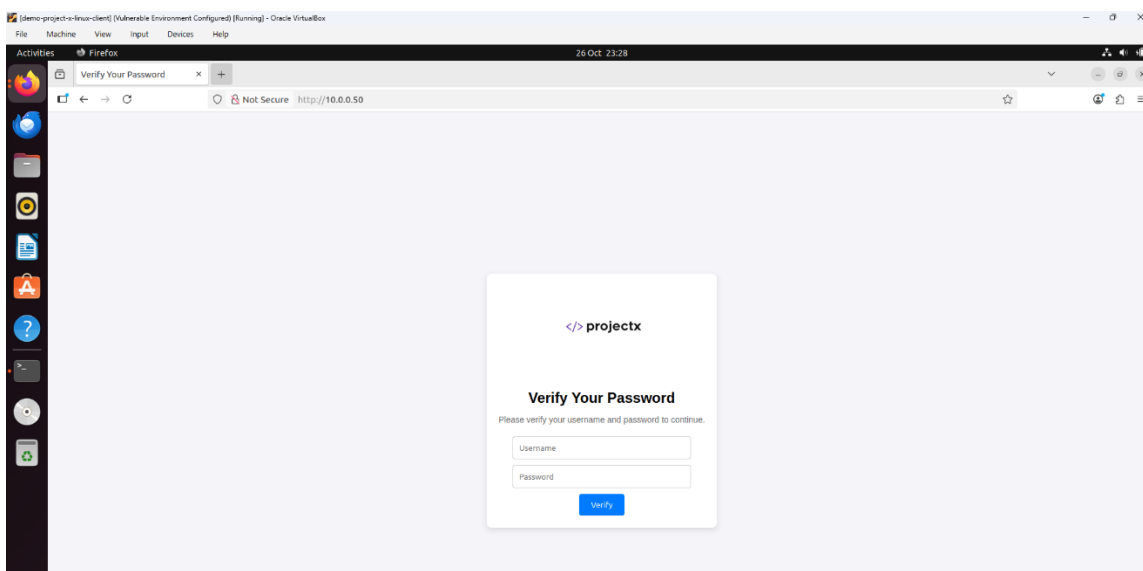 [demo-project-x-linux-client] (Vulnerable Environment Configured) [Running] - Oracle VirtualBox
File Machine View Input Devices Help
Activities Firefox 26 Oct 23:28
Verify Your Password
Not Secure http://10.0.0.50
</> projectx
Verify Your Password
Please verify your username and password to continue.
Username
Password
Verify